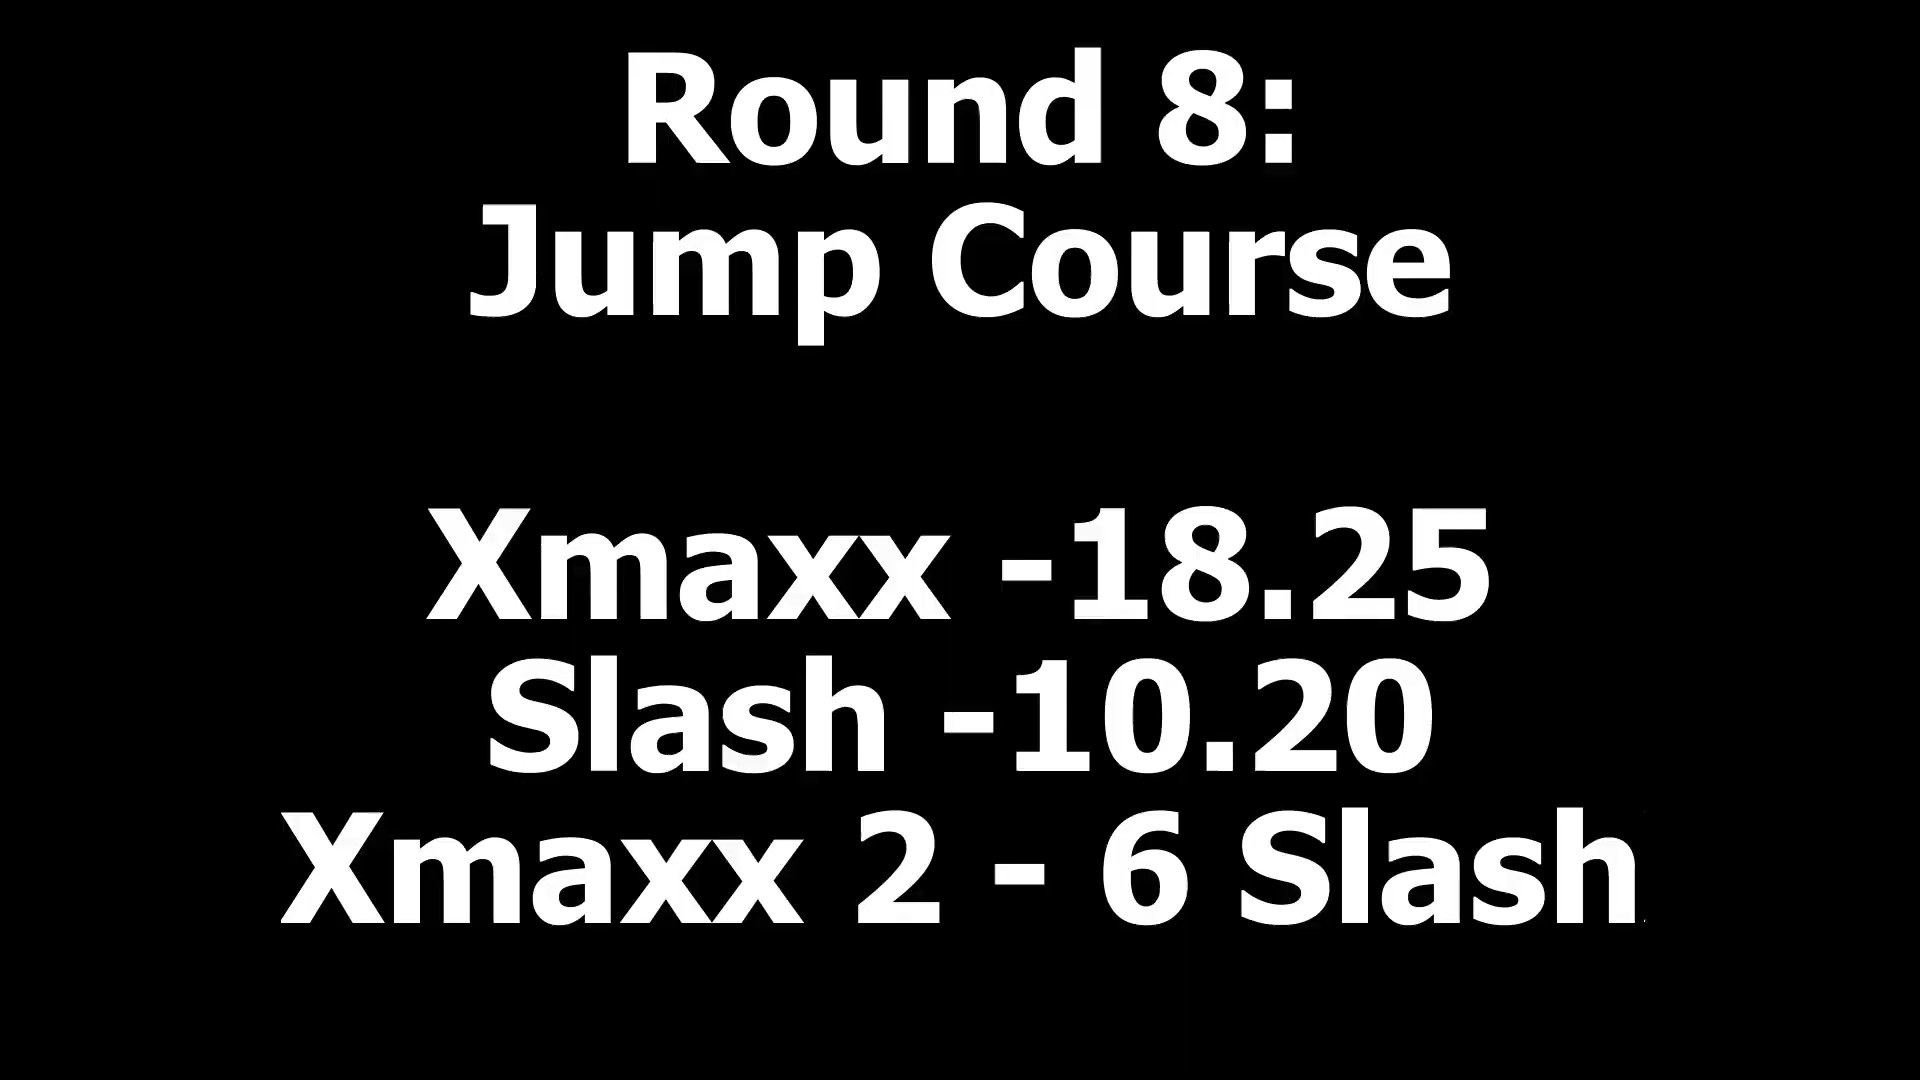 Round 8:
Jump Course
Xmaxx -18.25
Slash -10.20
Xmaxx 2 - 6 Slash